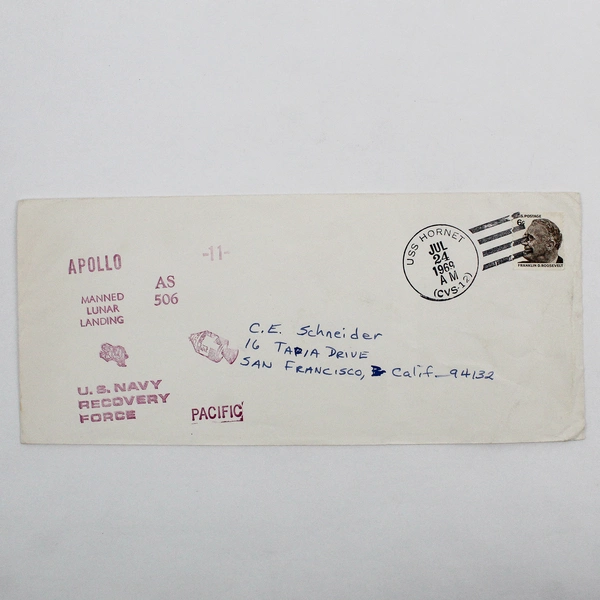 APOLLO -11-
AS
506
MANNED
LUNAR
LANDING
U.S. NAVY
RECOVERY
FORCE
PACIFIC
USS HORNET
JUL
24
1969
AM
(CVS-12)
U.S. POSTAGE
6c
FRANKLIN D. ROOSEVELT
C.E. Schneider
16 TAPIA DRIVE
SAN FRANCISCO, Calif_ 94132